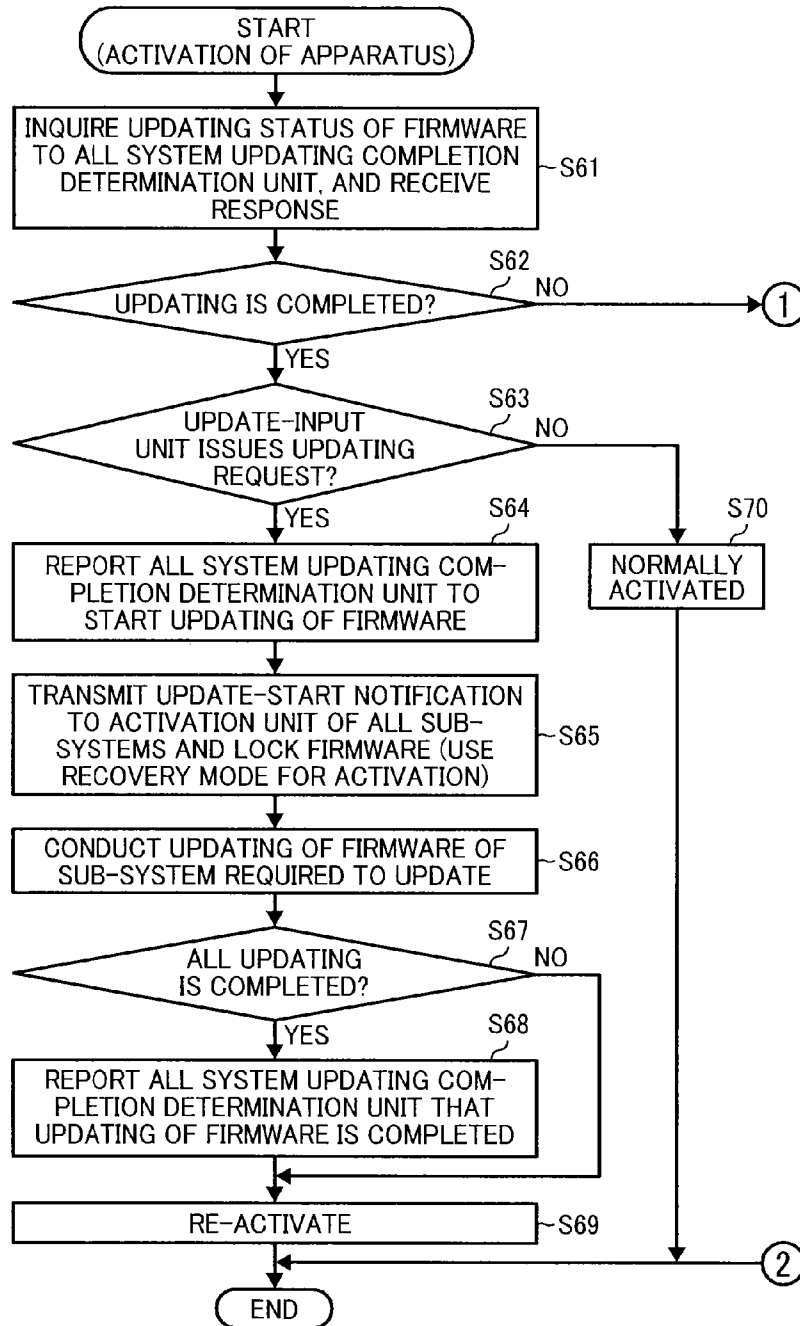 START
(ACTIVATION OF APPARATUS)
INQUIRE UPDATING STATUS OF FIRMWARE
TO ALL SYSTEM UPDATING COMPLETION
DETERMINATION UNIT, AND RECEIVE
RESPONSE
S61
S62
UPDATING IS COMPLETED?
NO
1
YES
S63
UPDATE-INPUT
UNIT ISSUES UPDATING
REQUEST?
NO
YES
S64
REPORT ALL SYSTEM UPDATING COM-
PLETION DETERMINATION UNIT TO
START UPDATING OF FIRMWARE
S70
NORMALLY
ACTIVATED
TRANSMIT UPDATE-START NOTIFICATION
TO ACTIVATION UNIT OF ALL SUB-
SYSTEMS AND LOCK FIRMWARE (USE
RECOVERY MODE FOR ACTIVATION)
S65
CONDUCT UPDATING OF FIRMWARE OF
SUB-SYSTEM REQUIRED TO UPDATE
S66
S67
ALL UPDATING
IS COMPLETED?
NO
YES
S68
REPORT ALL SYSTEM UPDATING COM-
PLETION DETERMINATION UNIT THAT
UPDATING OF FIRMWARE IS COMPLETED
RE-ACTIVATE
S69
2
END